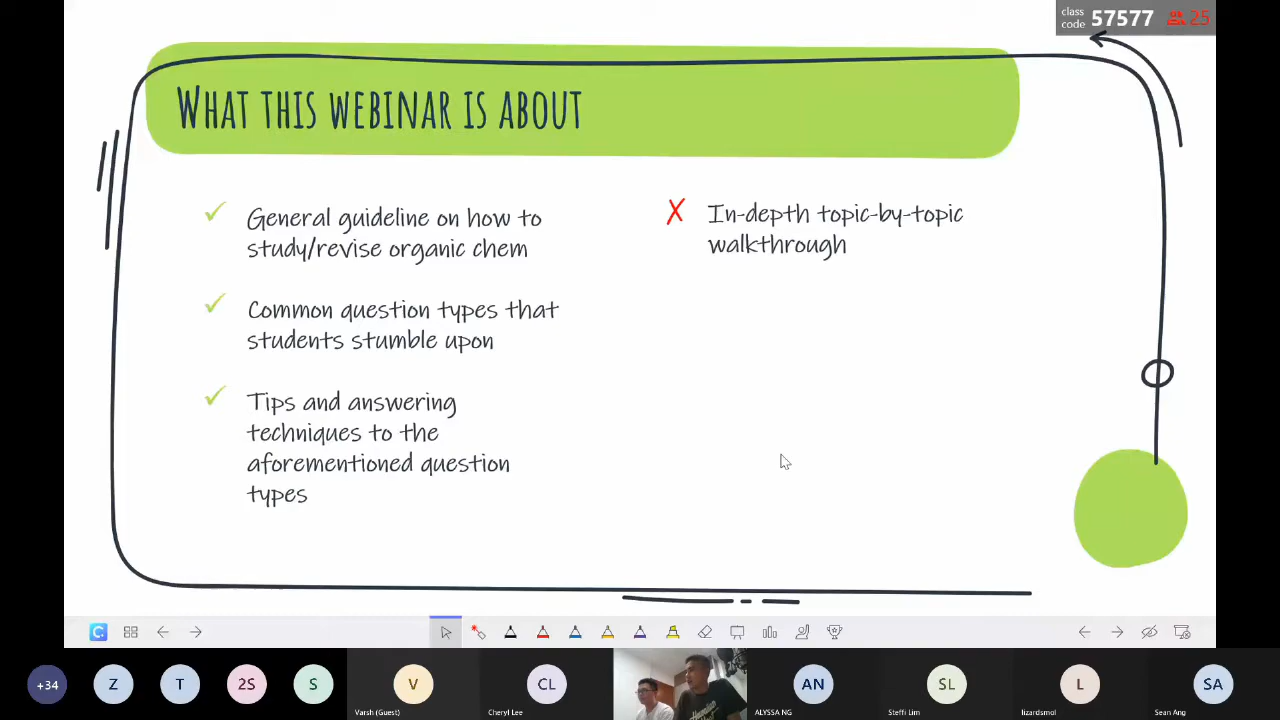 class
code 57577 25
What this webinar is about
✓ General guideline on how to
study/revise organic chem
✓ Common question types that
students stumble upon
✓ Tips and answering
techniques to the
aforementioned question
types
✗ In-depth topic-by-topic
walkthrough
+34
Z
T
2S
S
V
Varsh (Guest)
CL
Cheryl Lee
AN
ALYSSA NG
SL
Steffi Lim
L
lizardsmol
SA
Sean Ang